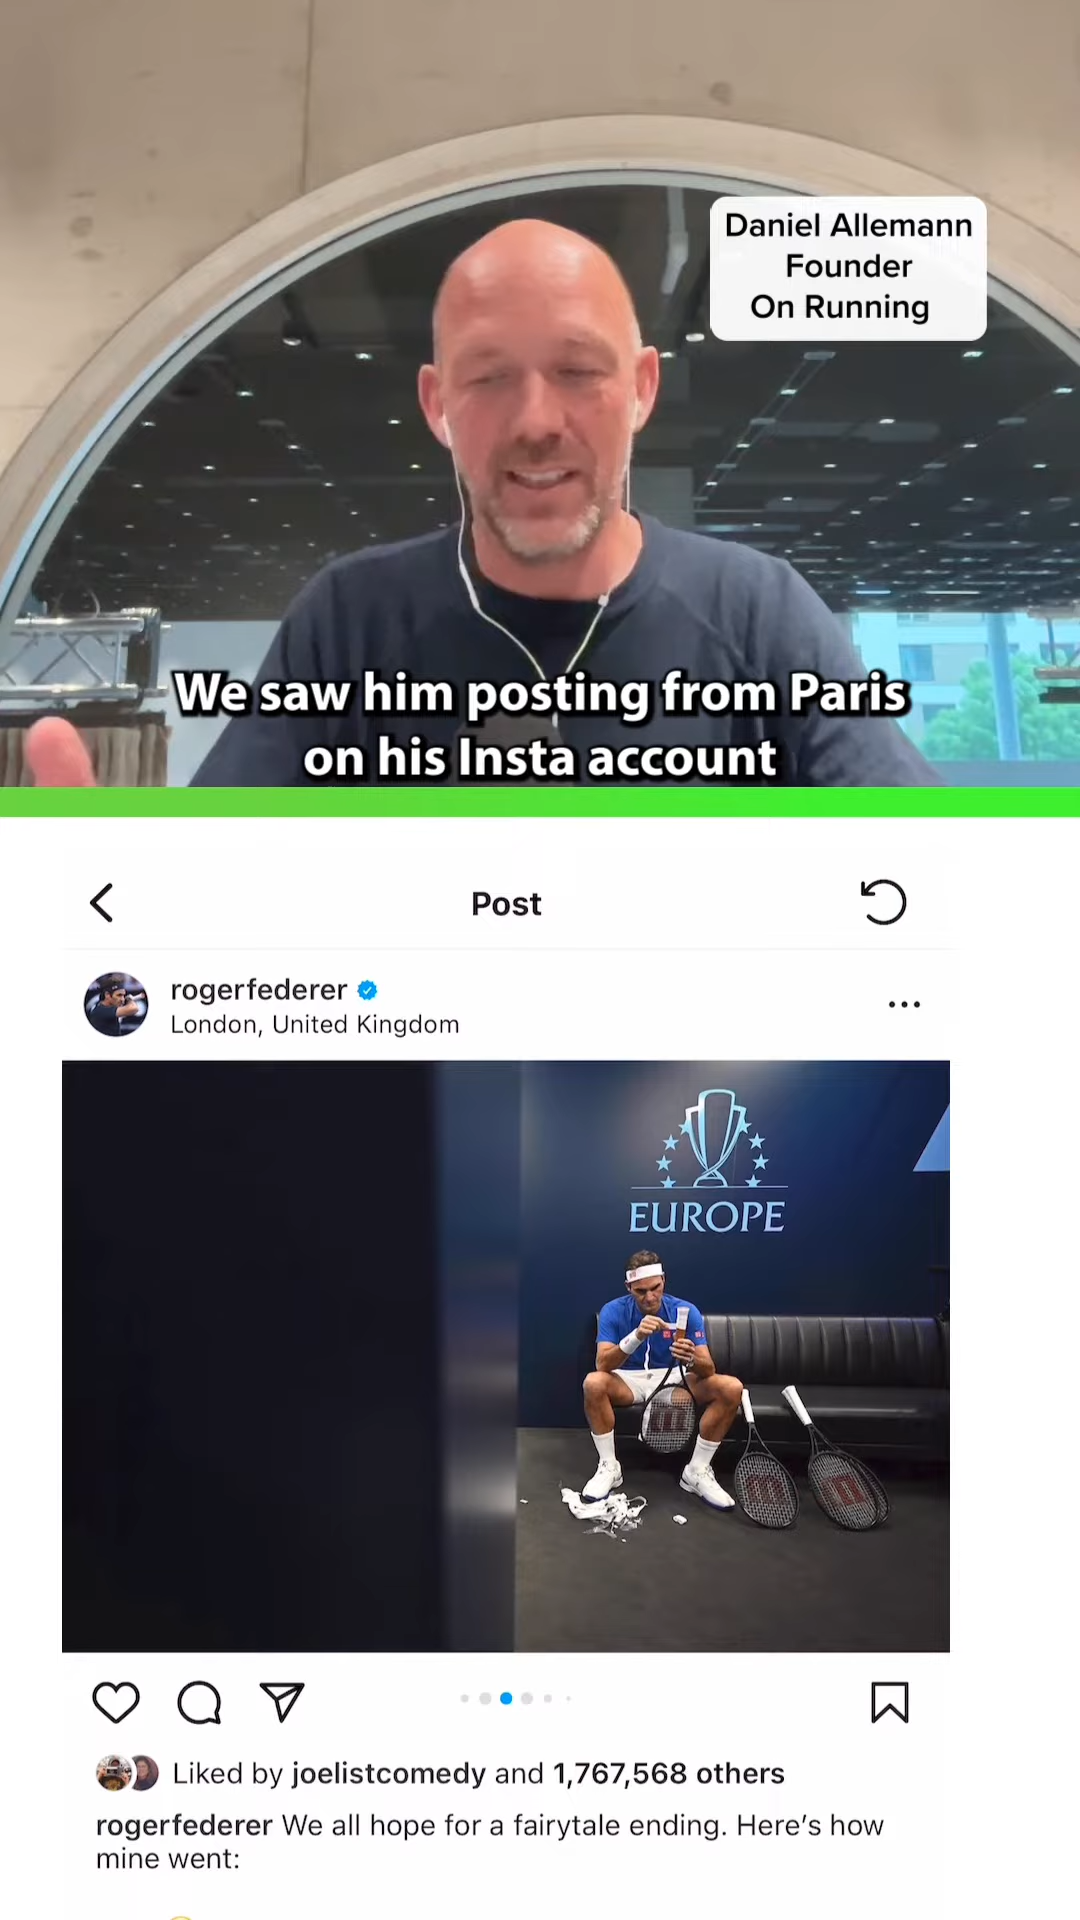 Daniel Allemann
Founder
On Running
We saw him posting from Paris
on his Insta account
Post
rogerfederer
London, United Kingdom
EUROPE
Liked by joelistcomedy and 1,767,568 others
rogerfederer We all hope for a fairytale ending. Here’s how
mine went: